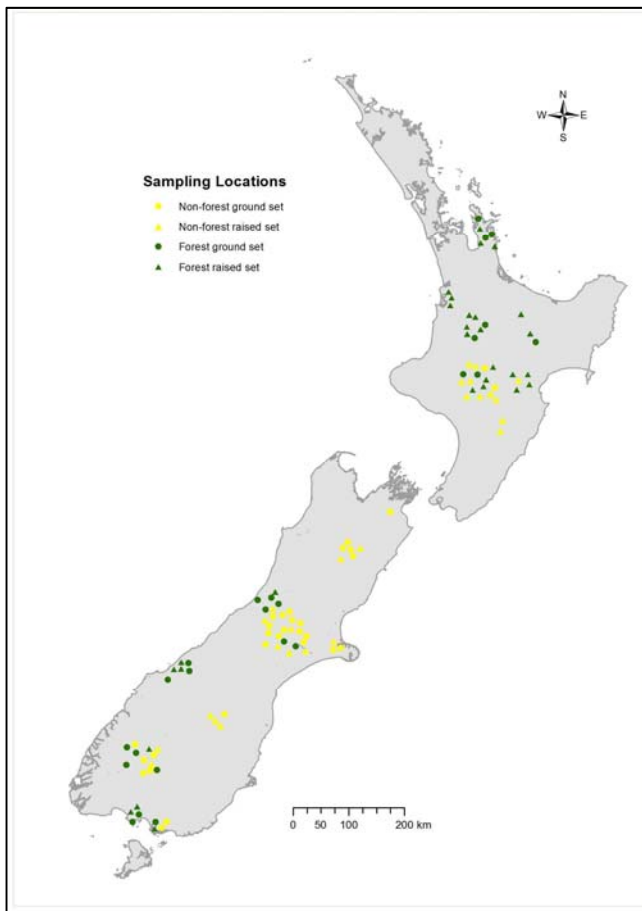 N
W E
S
Sampling Locations
Non-forest ground set
Non-forest raised set
Forest ground set
Forest raised set
0 50 100 200 km